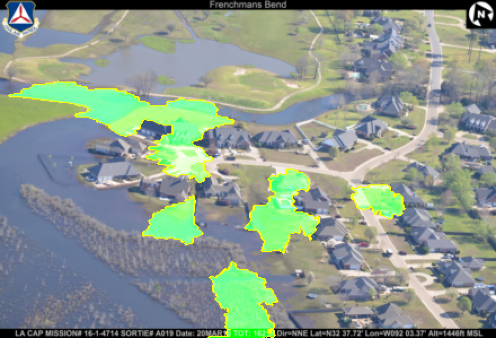 Frenchmans Bend
N
LA CAP MISSION# 16-1-4714 SORTIE# A019 Date: 20MAR Dir=NNE Lat=N32 37.72' Lon=W092 03.37' Alt=1446ft MSL